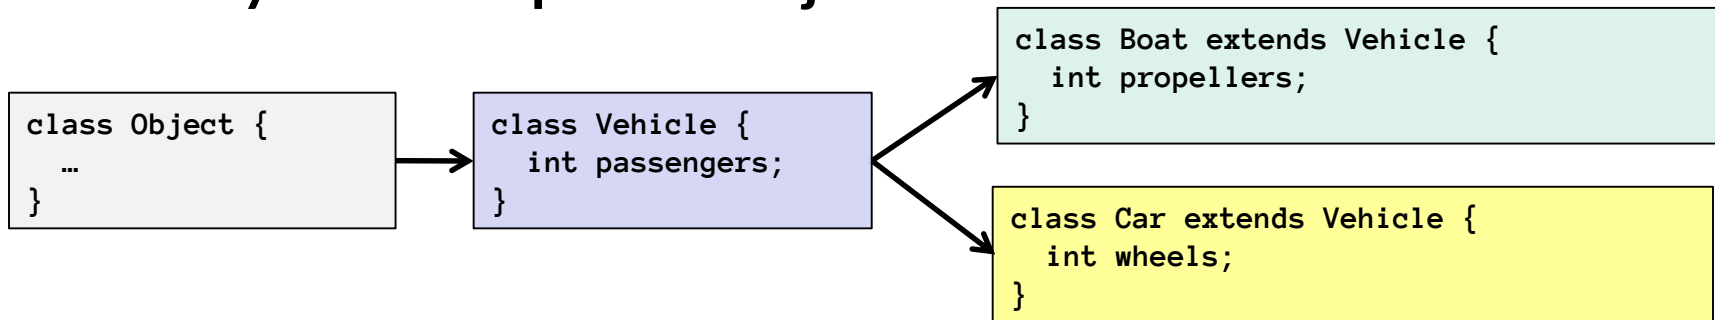 class Object {
  …
}
class Vehicle {
  int passengers;
}
class Boat extends Vehicle {
  int propellers;
}
class Car extends Vehicle {
  int wheels;
}